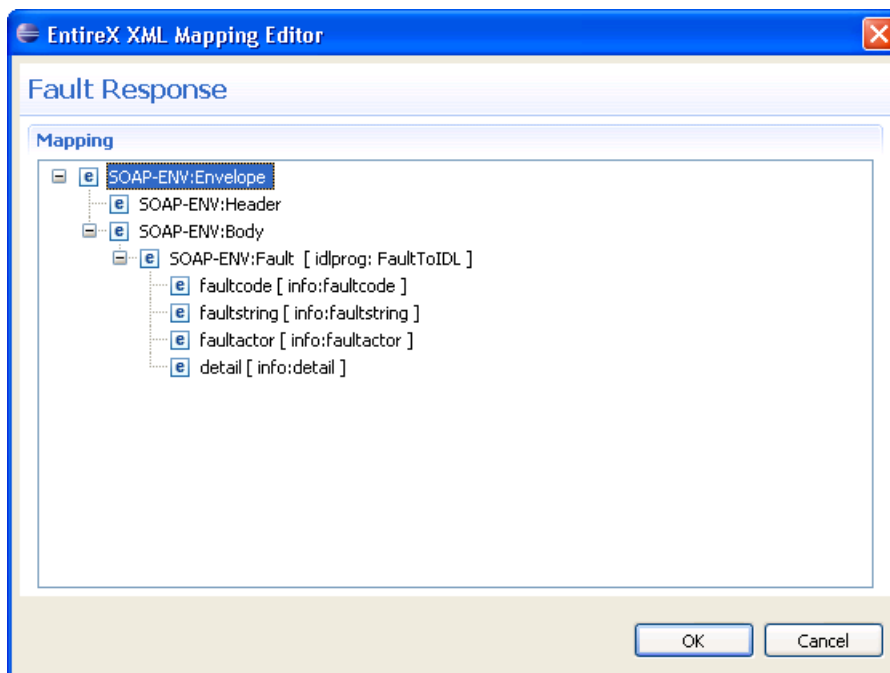 EntireX XML Mapping Editor
Fault Response
Mapping
e SOAP-ENV:Envelope
e SOAP-ENV:Header
e SOAP-ENV:Body
e SOAP-ENV:Fault [ idlprog: FaultToIDL ]
e faultcode [ info:faultcode ]
e faultstring [ info:faultstring ]
e faultactor [ info:faultactor ]
e detail [ info:detail ]
OK Cancel